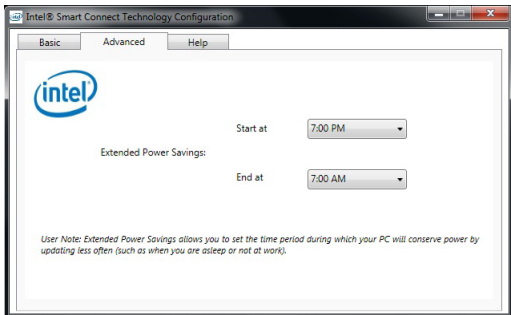 Intel® Smart Connect Technology Configuration
Basic Advanced Help
intel
Start at 7:00 PM
Extended Power Savings:
End at 7:00 AM
User Note: Extended Power Savings allows you to set the time period during which your PC will conserve power by
updating less often (such as when you are asleep or not at work).